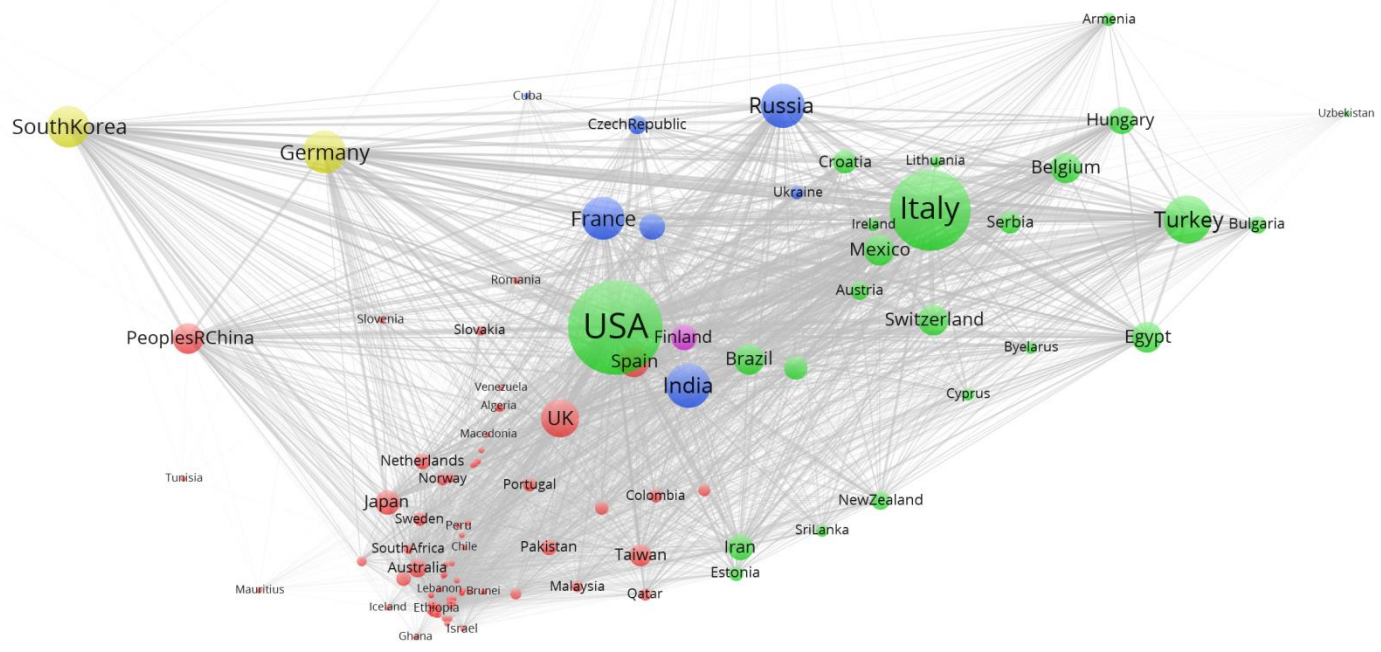 Armenia
Cuba
Russia
Uzbekistan
SouthKorea
CzechRepublic
Hungary
Germany
Croatia
Lithuania
Belgium
Ukraine
Italy
France
Ireland
Serbia
Turkey
Bulgaria
Mexico
Romania
Austria
Slovenia
Slovakia
USA
Switzerland
PeoplesRChina
Finland
Egypt
Byelarus
Spain
Brazil
Venezuela
India
Cyprus
Algeria
UK
Macedonia
Netherlands
Tunisia
Norway
Portugal
Japan
Colombia
NewZealand
Sweden
Peru
SriLanka
SouthAfrica
Chile
Pakistan
Taiwan
Iran
Australia
Estonia
Mauritius
Lebanon
Brunei
Malaysia
Qatar
Iceland
Ethiopia
Israel
Ghana